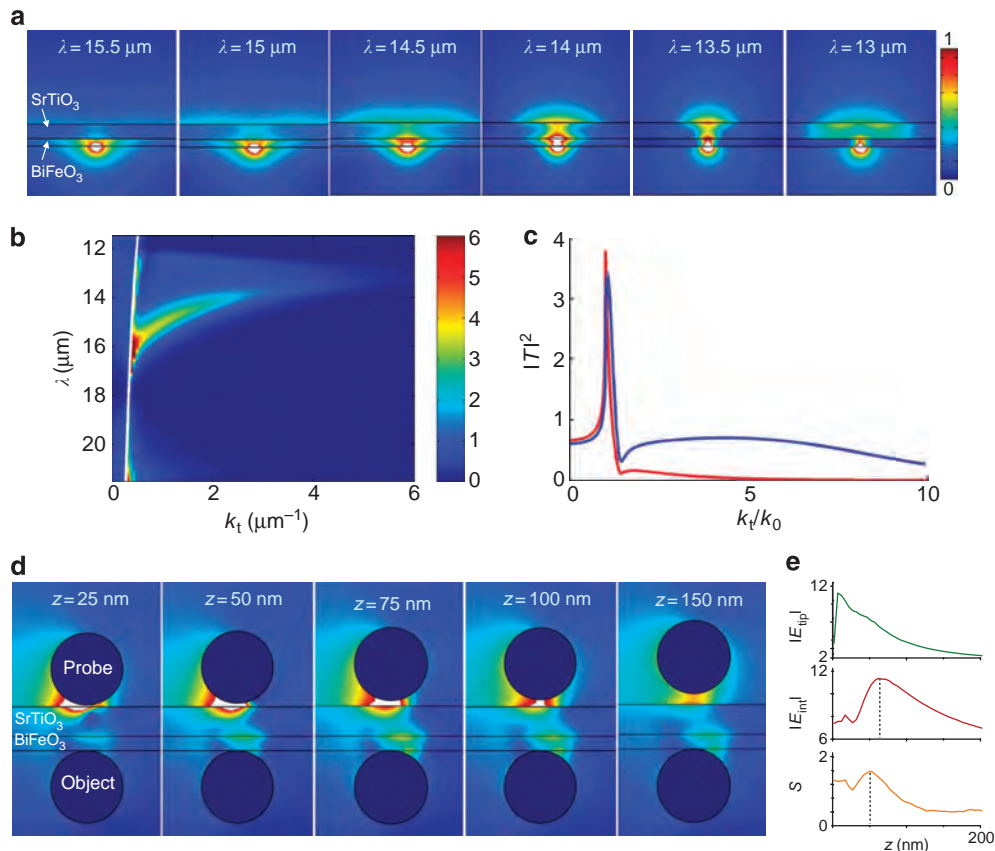 a
λ = 15.5 μm
λ = 15 μm
λ = 14.5 μm
λ = 14 μm
λ = 13.5 μm
λ = 13 μm
1
0
SrTiO₃
BiFeO₃
b
12
14
16
18
20
λ (μm)
0 2 4 6
kₜ (μm⁻¹)
6
5
4
3
2
1
0
c
4
3
2
1
0
|T|²
0 10
kₜ/k₀
d
z = 25 nm
z = 50 nm
z = 75 nm
z = 100 nm
z = 150 nm
Probe
SrTiO₃
BiFeO₃
Object
e
12
2
|E_tip|
12
6
|E_int|
2
0
S
200
z (nm)